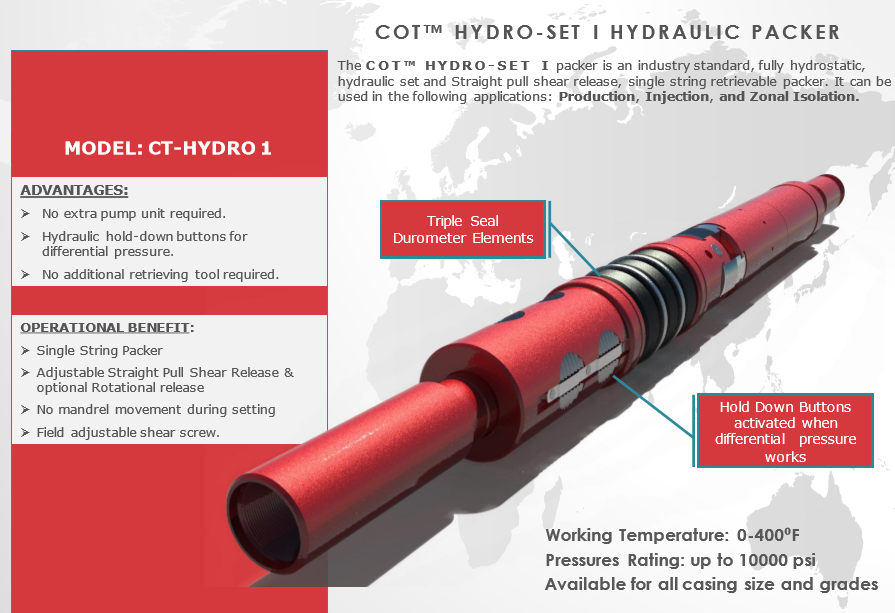 COT™ HYDRO-SET I HYDRAULIC PACKER
The COT™ HYDRO-SET I packer is an industry standard, fully hydrostatic,
hydraulic set and Straight pull shear release, single string retrievable packer. It can be
used in the following applications: Production, Injection, and Zonal Isolation.
MODEL: CT-HYDRO 1
ADVANTAGES:
➢ No extra pump unit required.
➢ Hydraulic hold-down buttons for
differential pressure.
➢ No additional retrieving tool required.
OPERATIONAL BENEFIT:
➢ Single String Packer
➢ Adjustable Straight Pull Shear Release &
optional Rotational release
➢ No mandrel movement during setting
➢ Field adjustable shear screw.
Triple Seal
Durometer Elements
Hold Down Buttons
activated when
differential pressure
works
Working Temperature: 0-400⁰F
Pressures Rating: up to 10000 psi
Available for all casing size and grades